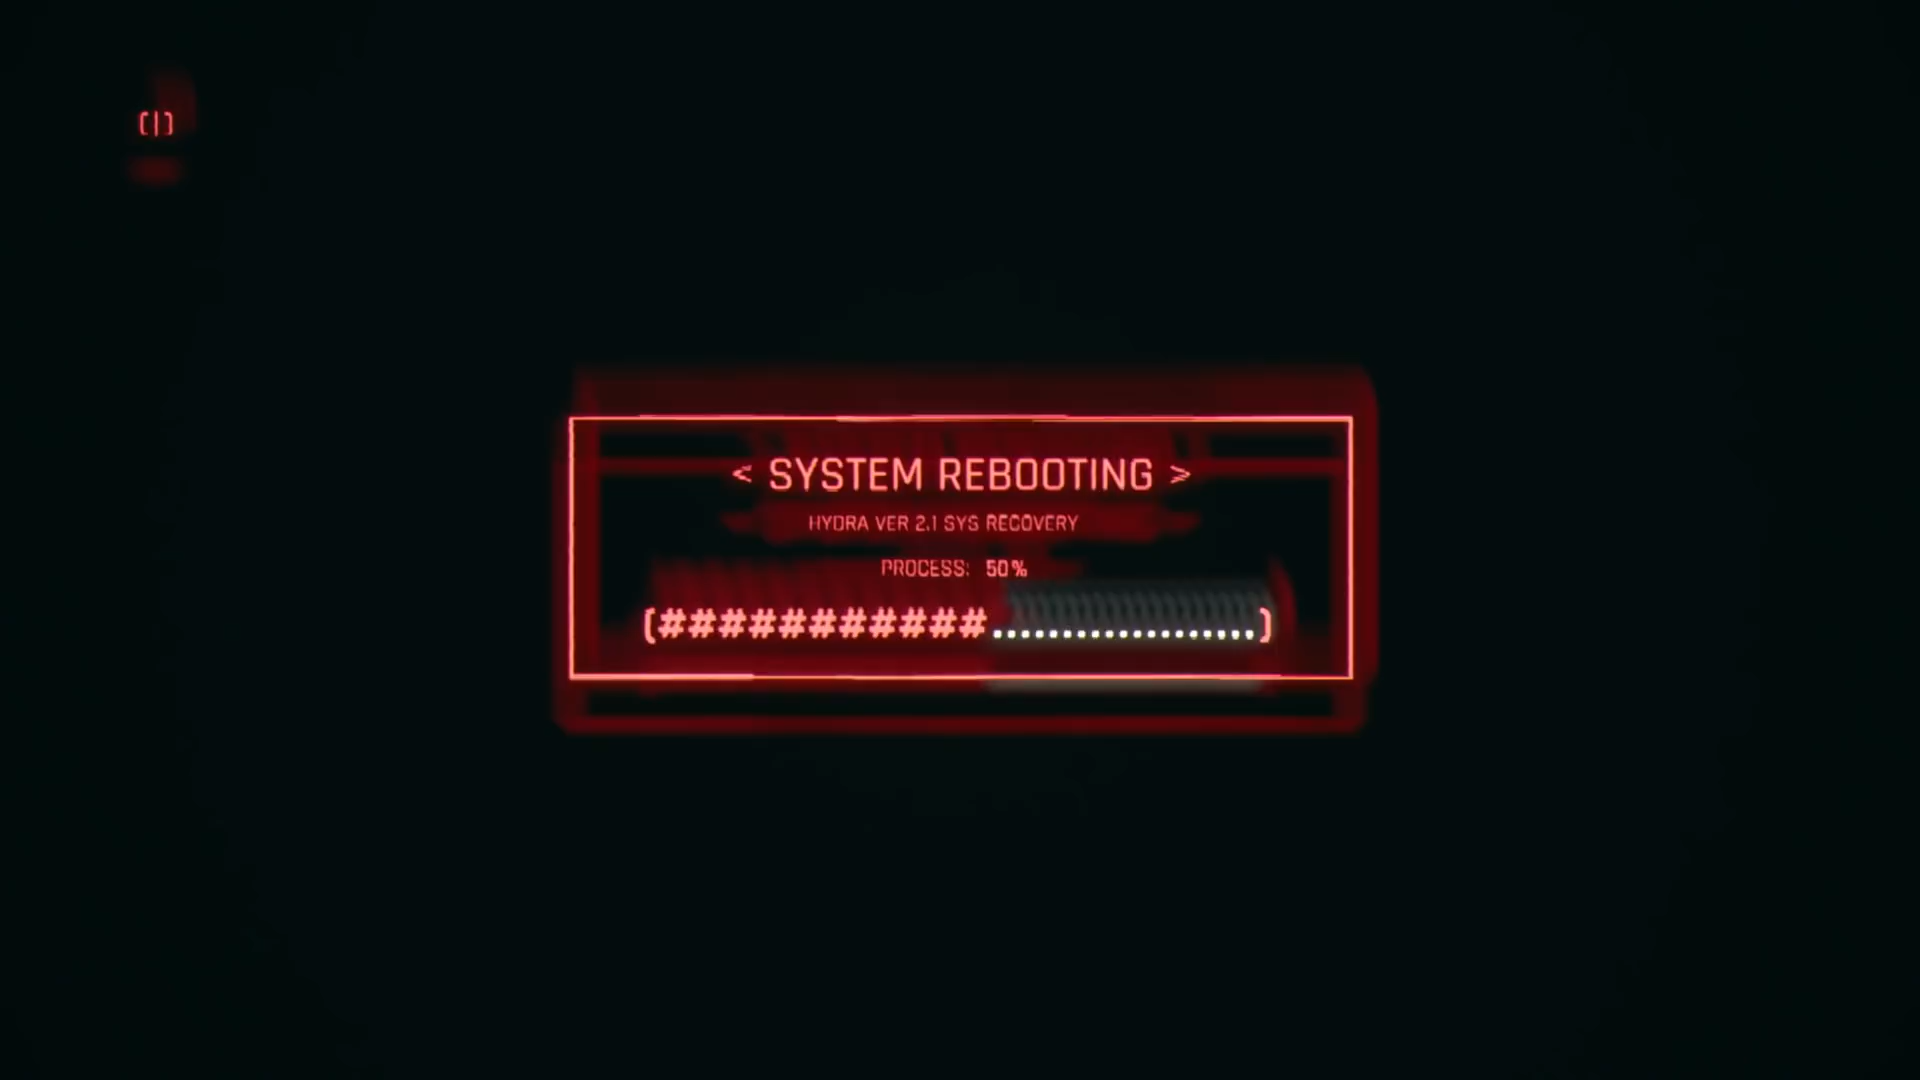 [|]
< SYSTEM REBOOTING >
HYDRA VER 2.1 SYS RECOVERY
PROCESS: 50%
[###########...................]